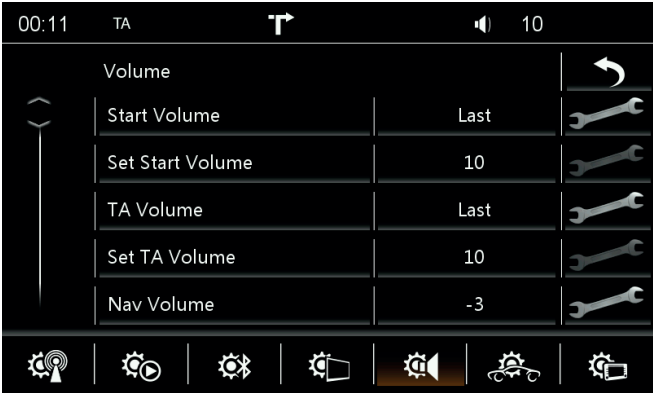 00:11 TA 10
Volume
Start Volume Last
Set Start Volume 10
TA Volume Last
Set TA Volume 10
Nav Volume -3